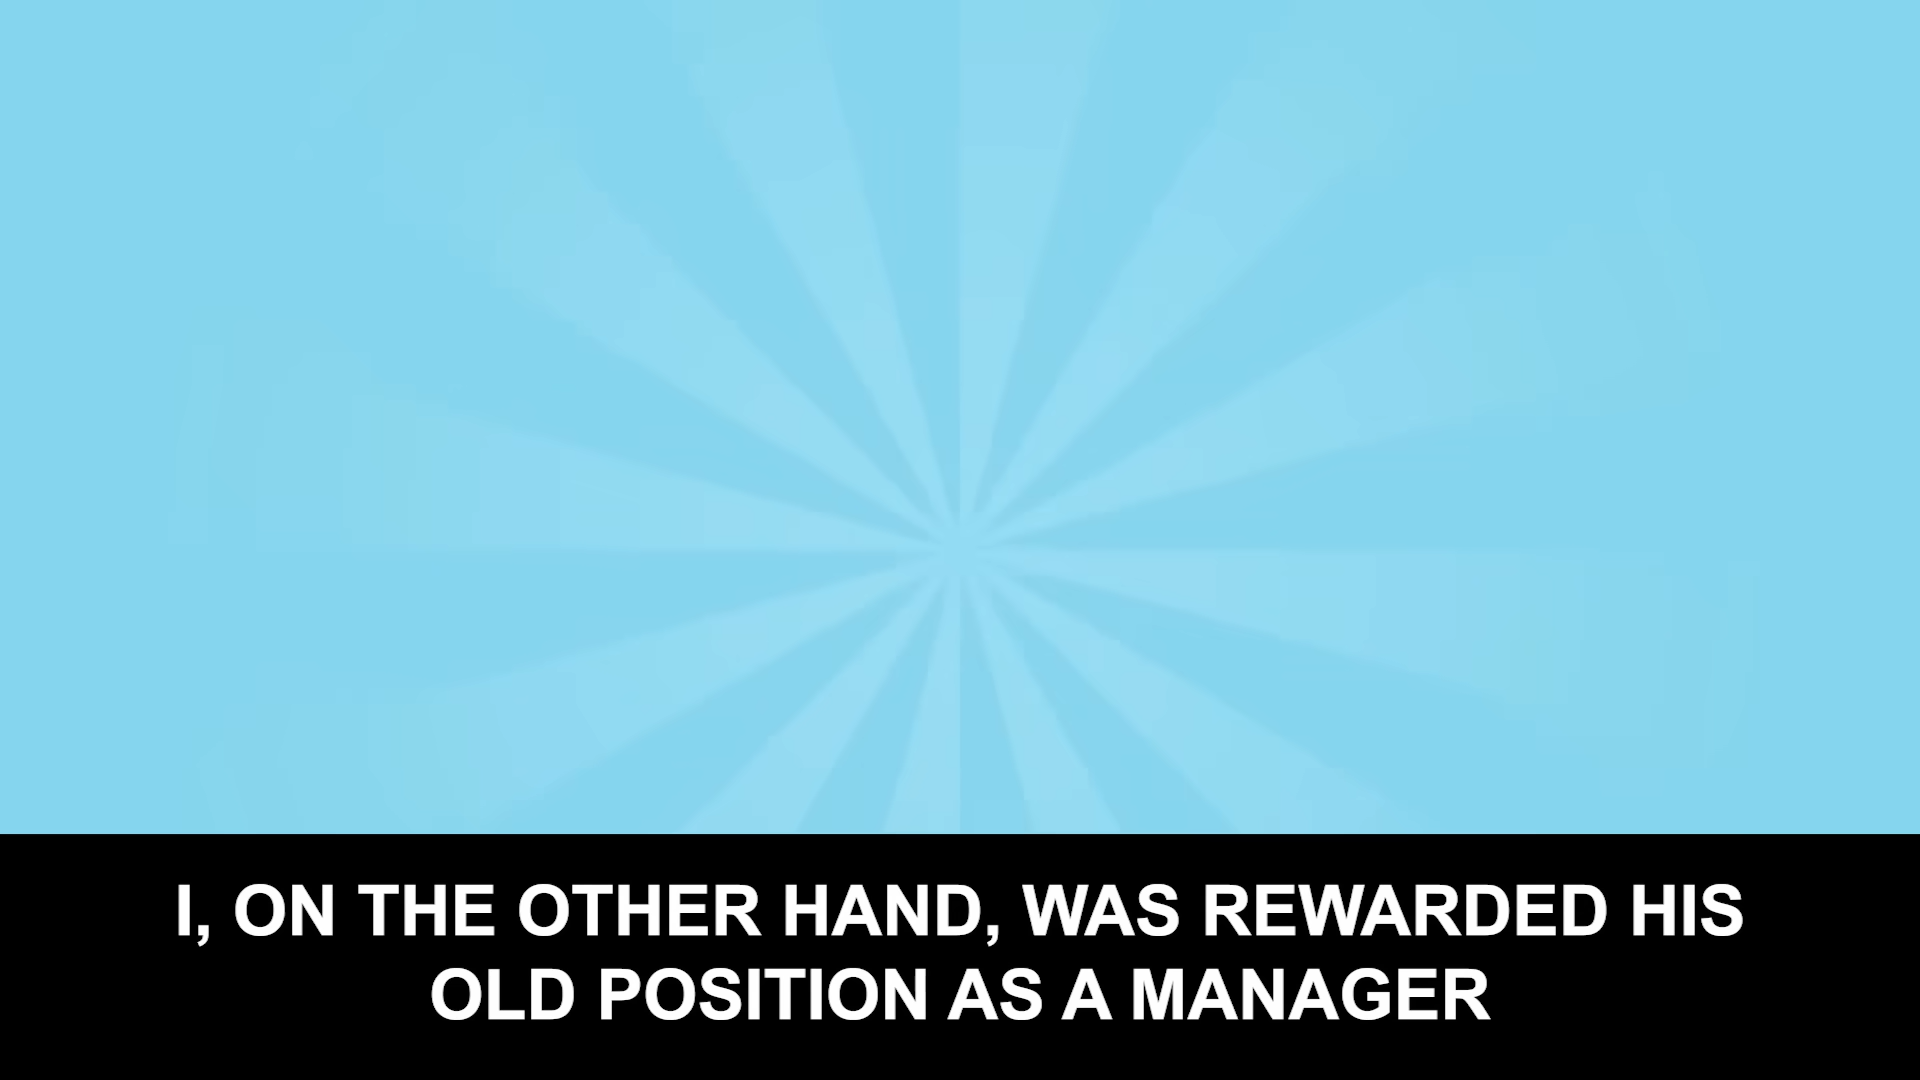 I, ON THE OTHER HAND, WAS REWARDED HIS
OLD POSITION AS A MANAGER